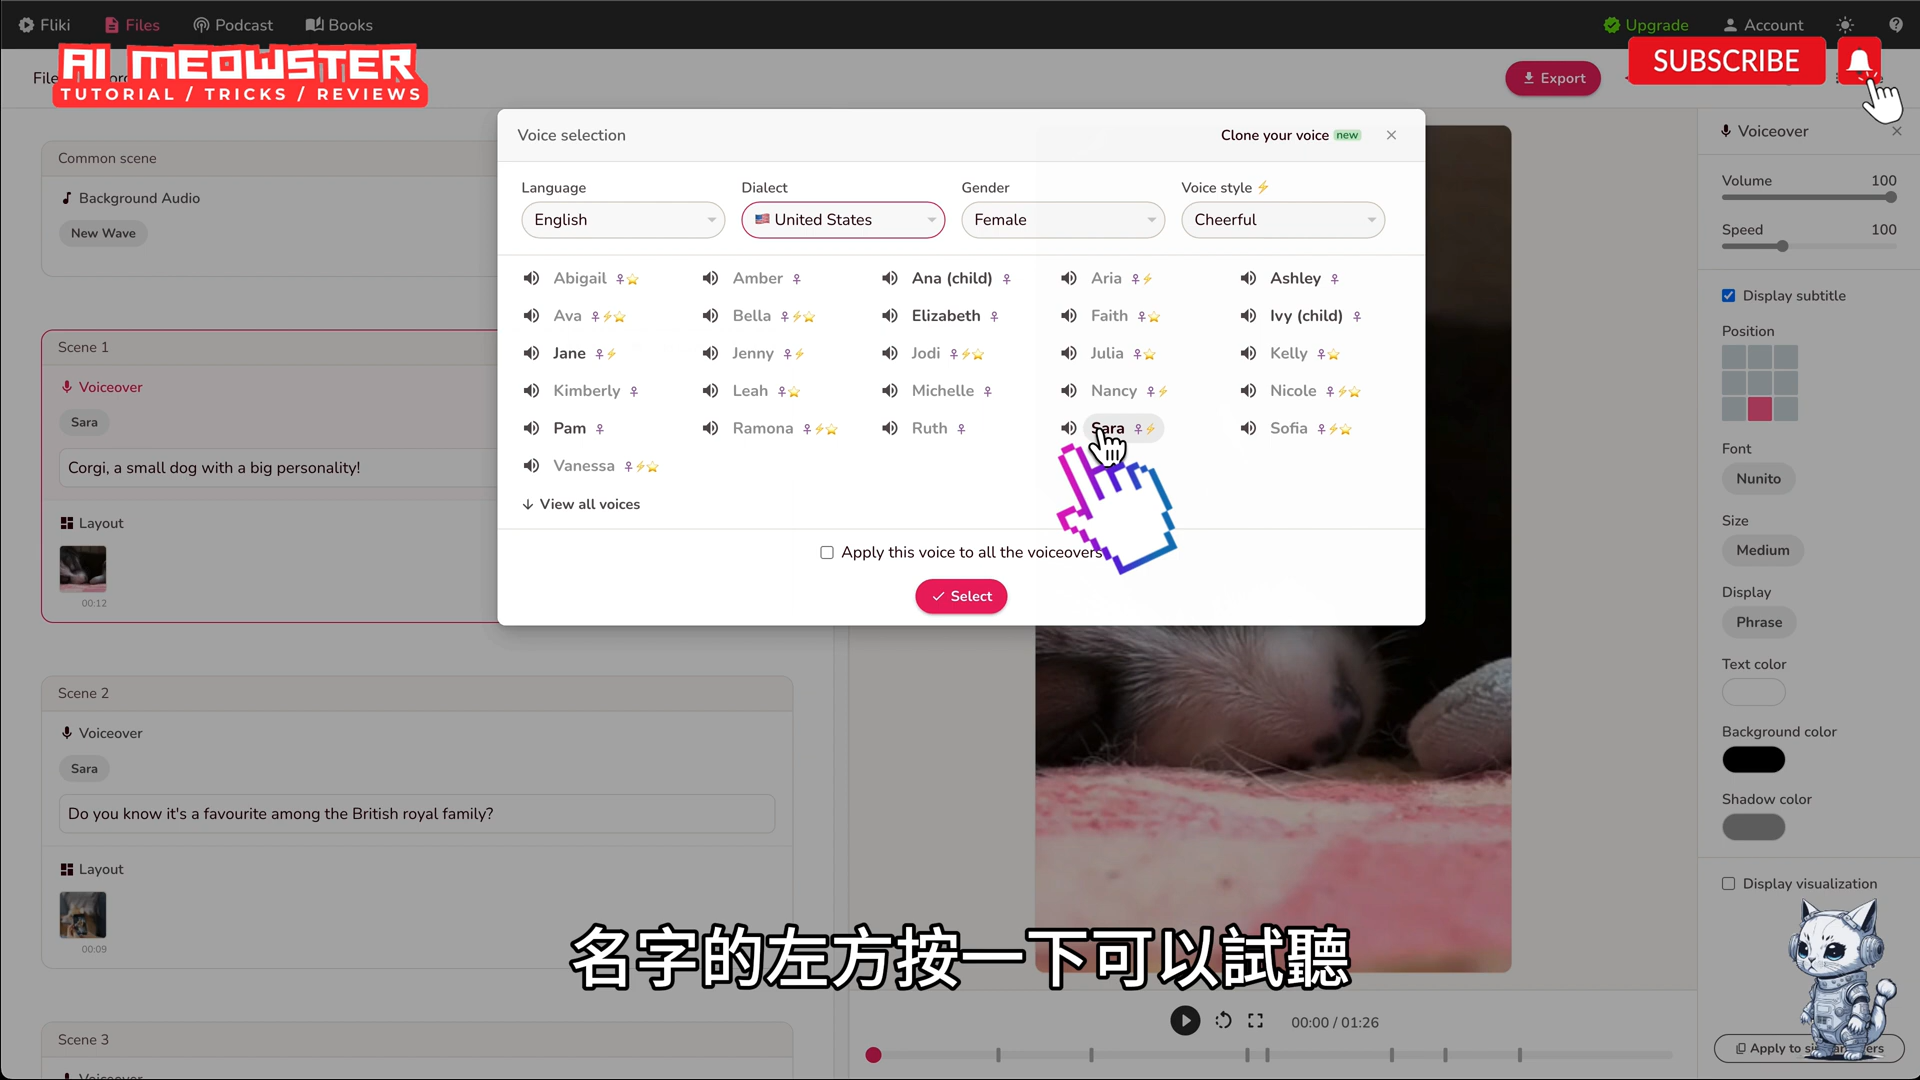 Fliki
Files
Podcast
Books
Upgrade
Account
AI MEOWSTER
TUTORIAL / TRICKS / REVIEWS
Export
SUBSCRIBE
Common scene
Background Audio
New Wave
Scene 1
Voiceover
Sara
Corgi, a small dog with a big personality!
Layout
00:12
Scene 2
Voiceover
Sara
Do you know it's a favourite among the British royal family?
Layout
00:09
Scene 3
Voice selection
Clone your voice new
Language
Dialect
Gender
Voice style
English
United States
Female
Cheerful
Abigail
Amber
Ana (child)
Aria
Ashley
Ava
Bella
Elizabeth
Faith
Ivy (child)
Jane
Jenny
Jodi
Julia
Kelly
Kimberly
Leah
Michelle
Nancy
Nicole
Pam
Ramona
Ruth
Sara
Sofia
Vanessa
View all voices
Apply this voice to all the voiceovers
Select
名字的左方按一下可以試聽
00:00 / 01:26
Voiceover
Volume
100
Speed
100
Display subtitle
Position
Font
Nunito
Size
Medium
Display
Phrase
Text color
Background color
Shadow color
Display visualization
Apply to